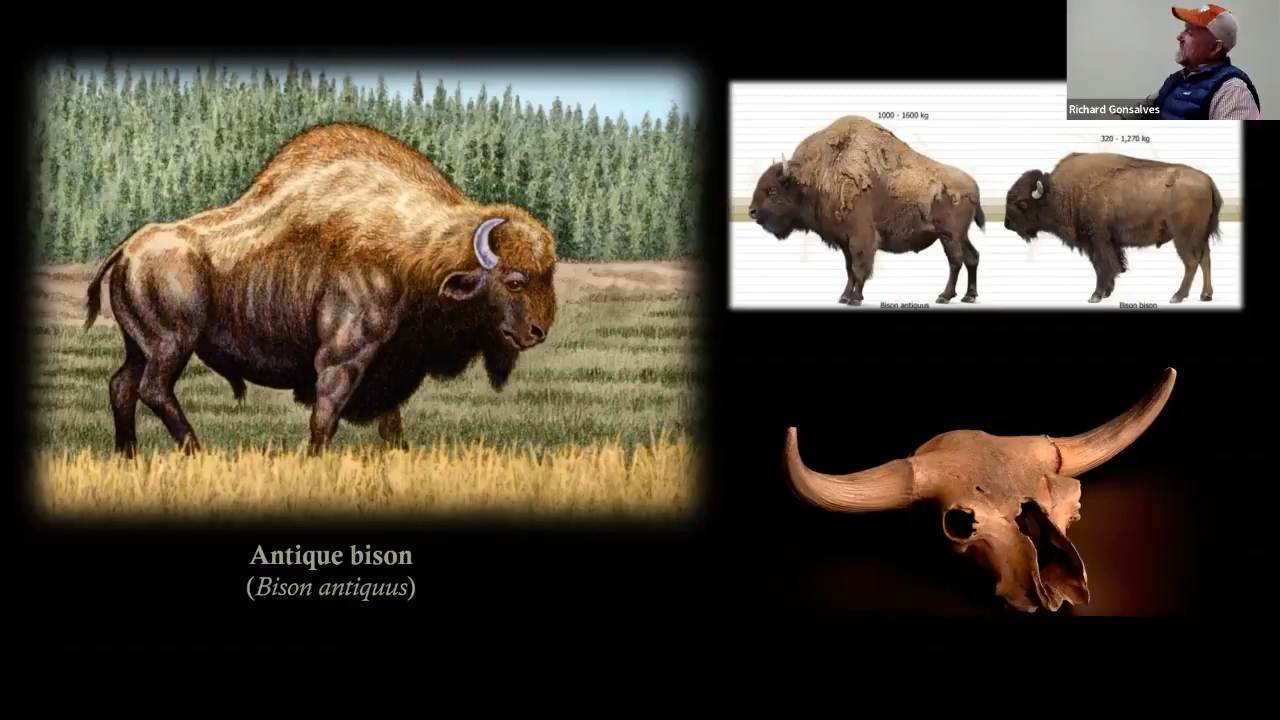 Richard Gonsalves
1000 - 1600 kg
320 - 1,270 kg
Bison antiquus
Bison bison
Antique bison
(Bison antiquus)